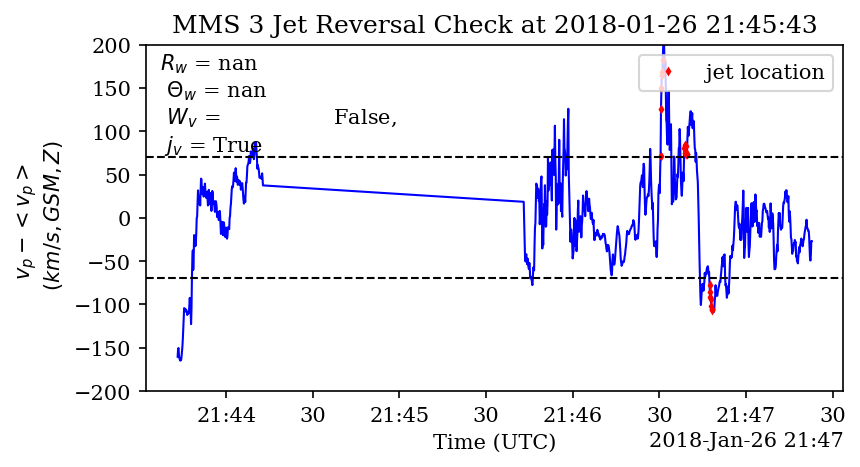 MMS 3 Jet Reversal Check at 2018-01-26 21:45:43
200
150
100
50
0
−50
−100
−150
−200
v_p − < v_p >
(km/s, GSM, Z)
R_w = nan
Θ_w = nan
W_v = False,
j_v = True
jet location
21:44 30 21:45 30 21:46 30 21:47 30
Time (UTC)
2018-Jan-26 21:47